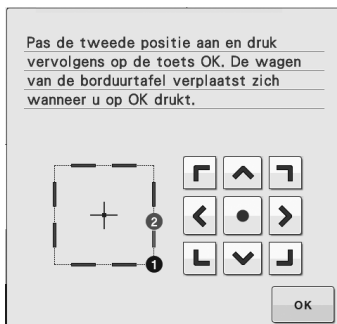 Pas de tweede positie aan en druk
vervolgens op de toets OK. De wagen
van de borduurtafel verplaatst zich
wanneer u op OK drukt.
2
1
OK